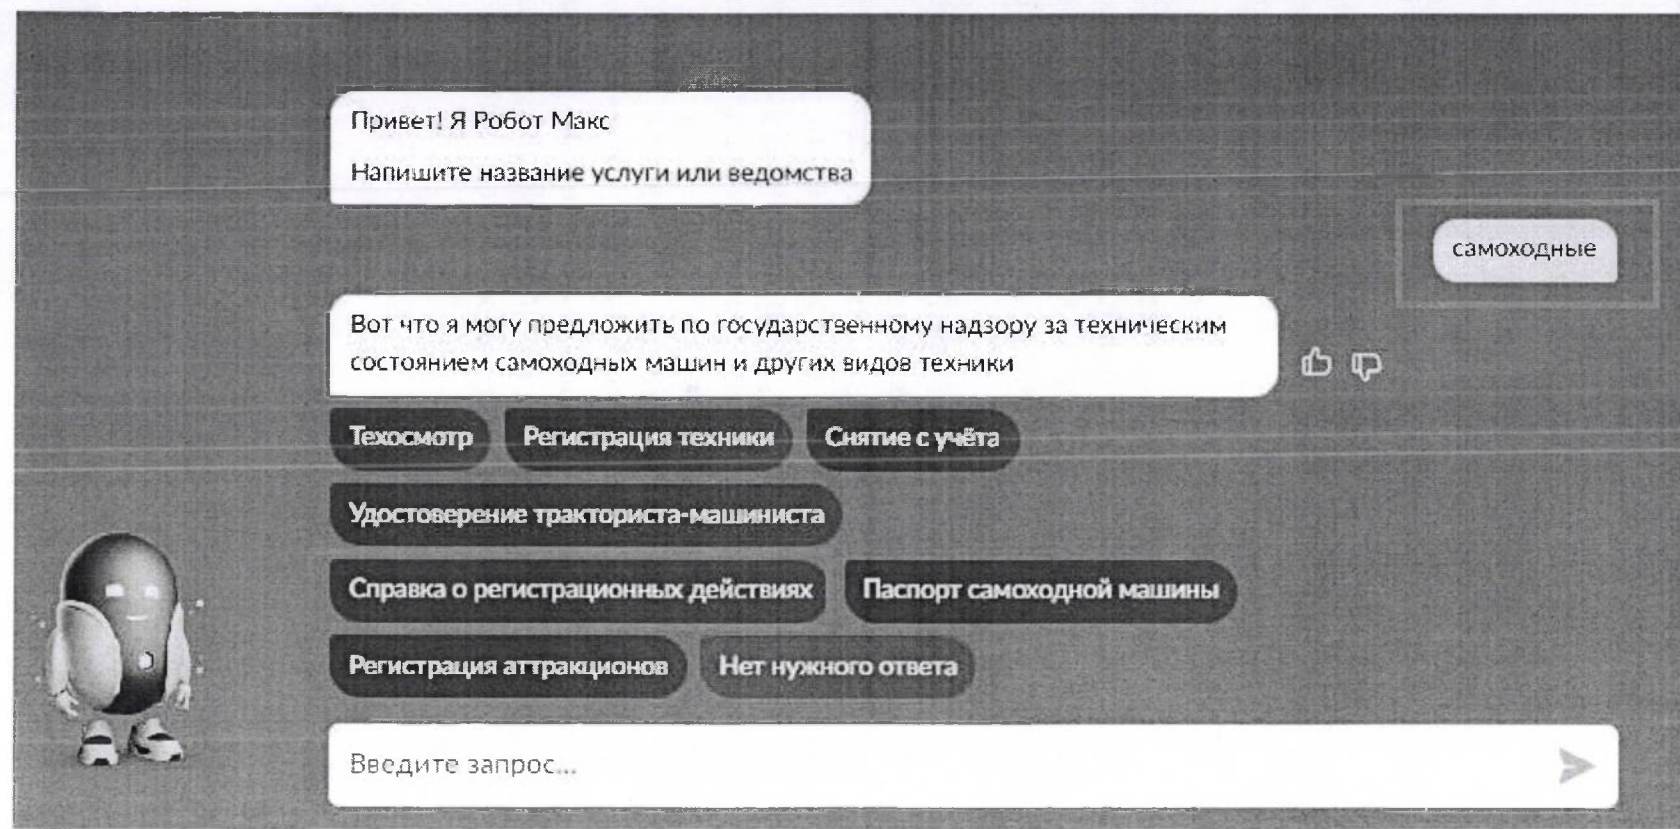 Привет! Я Робот Макс
Напишите название услуги или ведомства
самоходные
Вот что я могу предложить по государственному надзору за техническим
состоянием самоходных машин и других видов техники
Техосмотр
Регистрация техники
Снятие с учёта
Удостоверение тракториста-машиниста
Справка о регистрационных действиях
Паспорт самоходной машины
Регистрация аттракционов
Нет нужного ответа
Введите запрос...